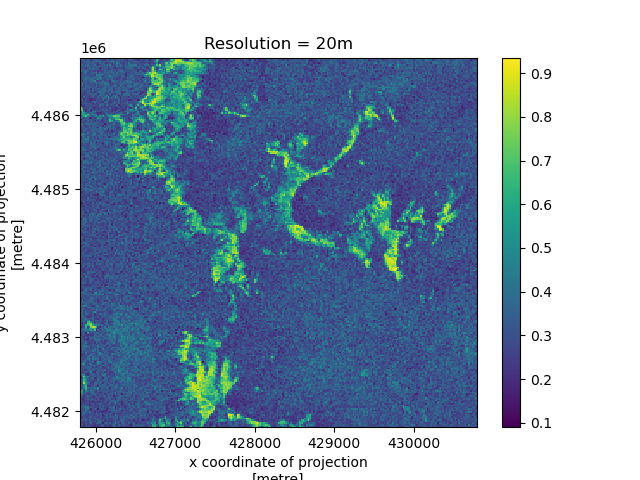 Resolution = 20m
1e6
4.486
4.485
4.484
4.483
4.482
y coordinate of projection
[metre]
426000 427000 428000 429000 430000
x coordinate of projection
[metre]
0.9
0.8
0.7
0.6
0.5
0.4
0.3
0.2
0.1